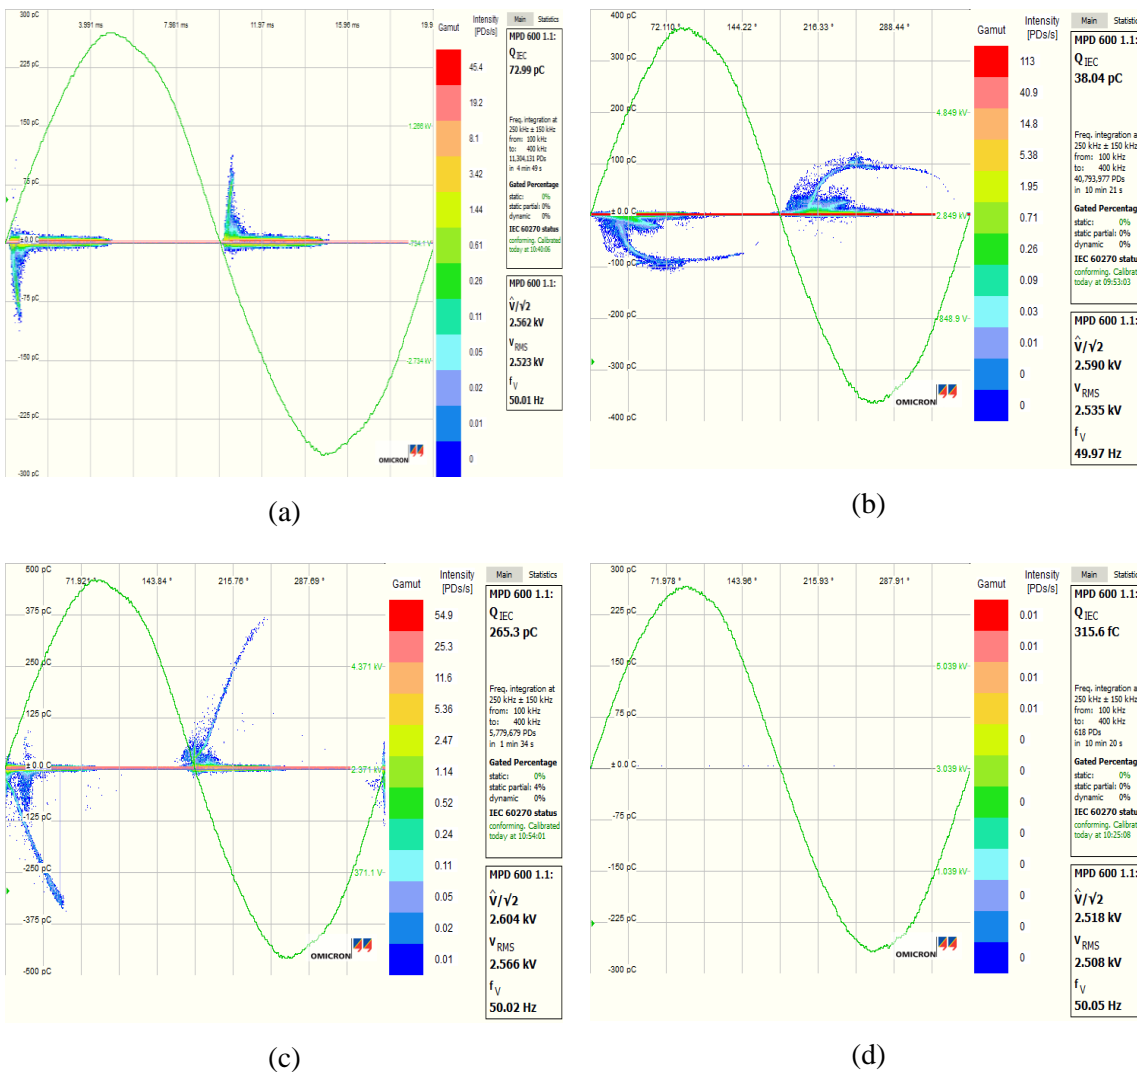 300 pC
3.991 ms
7.981 ms
11.97 ms
15.96 ms
19.9
225 pC
150 pC
1.286 kV
75 pC
± 0.0 C
-734.1 V
-75 pC
-150 pC
-2.734 kV
-225 pC
-300 pC
OMICRON
Gamut
Intensity
[PDs/s]
45.4
19.2
8.1
3.42
1.44
0.61
0.26
0.11
0.05
0.02
0.01
0
Main Statistics
MPD 600 1.1:
Q IEC
72.99 pC
Freq. integration at
250 kHz ± 150 kHz
from: 100 kHz
to: 400 kHz
11,304,131 PDs
in 4 min 49 s
Gated Percentage
static: 0%
static partial: 0%
dynamic 0%
IEC 60270 status
conforming. Calibrated
today at 10:40:06
MPD 600 1.1:
V̂/√2
2.562 kV
V RMS
2.523 kV
f V
50.01 Hz
(a)
400 pC
72.110 °
144.22 °
216.33 °
288.44 °
300 pC
200 pC
4.849 kV
100 pC
± 0.0 C
2.849 kV
-100 pC
-200 pC
848.9 V
-300 pC
-400 pC
OMICRON
Gamut
Intensity
[PDs/s]
113
40.9
14.8
5.38
1.95
0.71
0.26
0.09
0.03
0.01
0
0
Main Statistics
MPD 600 1.1:
Q IEC
38.04 pC
Freq. integration a
250 kHz ± 150 kHz
from: 100 kHz
to: 400 kHz
40,793,977 PDs
in 10 min 21 s
Gated Percentage
static: 0%
static partial: 0%
dynamic 0%
IEC 60270 status
conforming. Calibrat
today at 09:53:03
MPD 600 1.1:
V̂/√2
2.590 kV
V RMS
2.535 kV
f V
49.97 Hz
(b)
500 pC
71.921 °
143.84 °
215.76 °
287.69 °
375 pC
250 pC
4.371 kV
125 pC
± 0.0 C
2.371 kV
-125 pC
-250 pC
371.1 V
-375 pC
-500 pC
OMICRON
Gamut
Intensity
[PDs/s]
54.9
25.3
11.6
5.36
2.47
1.14
0.52
0.24
0.11
0.05
0.02
0.01
Main Statistics
MPD 600 1.1:
Q IEC
265.3 pC
Freq. integration at
250 kHz ± 150 kHz
from: 100 kHz
to: 400 kHz
5,779,679 PDs
in 1 min 34 s
Gated Percentage
static: 0%
static partial: 4%
dynamic 0%
IEC 60270 status
conforming. Calibrated
today at 10:54:01
MPD 600 1.1:
V̂/√2
2.604 kV
V RMS
2.566 kV
f V
50.02 Hz
(c)
300 pC
71.978 °
143.96 °
215.93 °
287.91 °
225 pC
150 pC
5.039 kV
75 pC
± 0.0 C
3.039 kV
-75 pC
-150 pC
1.039 kV
-225 pC
-300 pC
OMICRON
Gamut
Intensity
[PDs/s]
0.01
0.01
0.01
0.01
0
0
0
0
0
0
0
0
Main Statistics
MPD 600 1.1:
Q IEC
315.6 fC
Freq. integration a
250 kHz ± 150 kHz
from: 100 kHz
to: 400 kHz
618 PDs
in 10 min 20 s
Gated Percentage
static: 0%
static partial: 0%
dynamic 0%
IEC 60270 status
conforming. Calibrat
today at 10:25:08
MPD 600 1.1:
V̂/√2
2.518 kV
V RMS
2.508 kV
f V
50.05 Hz
(d)